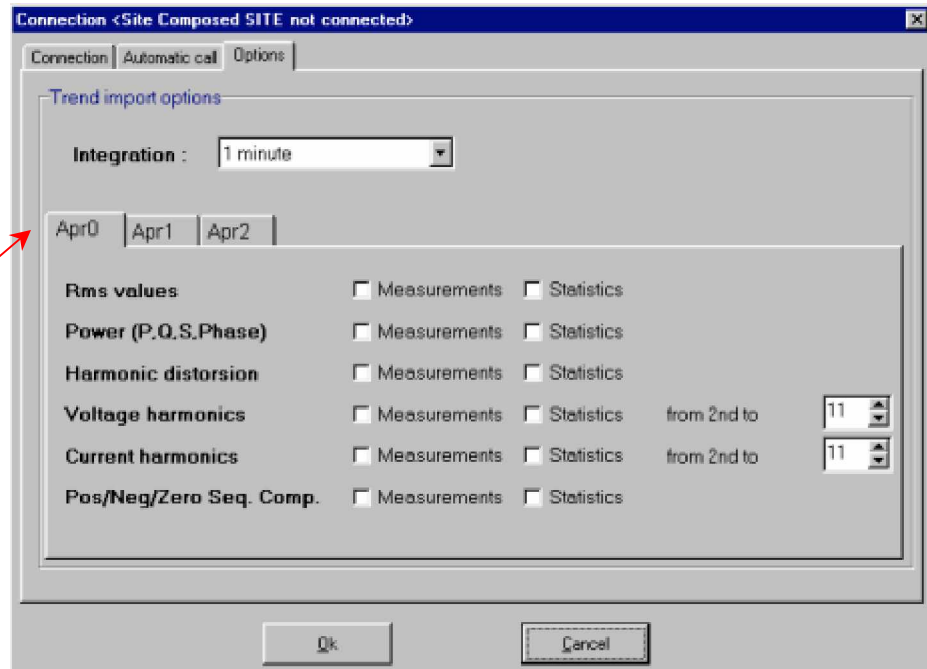 Connection <Site Composed SITE not connected>
Connection Automatic call Options
Trend import options
Integration : 1 minute
Apr0 Apr1 Apr2
Rms values Measurements Statistics
Power (P,Q,S,Phase) Measurements Statistics
Harmonic distorsion Measurements Statistics
Voltage harmonics Measurements Statistics from 2nd to 11
Current harmonics Measurements Statistics from 2nd to 11
Pos/Neg/Zero Seq. Comp. Measurements Statistics
Ok Cancel